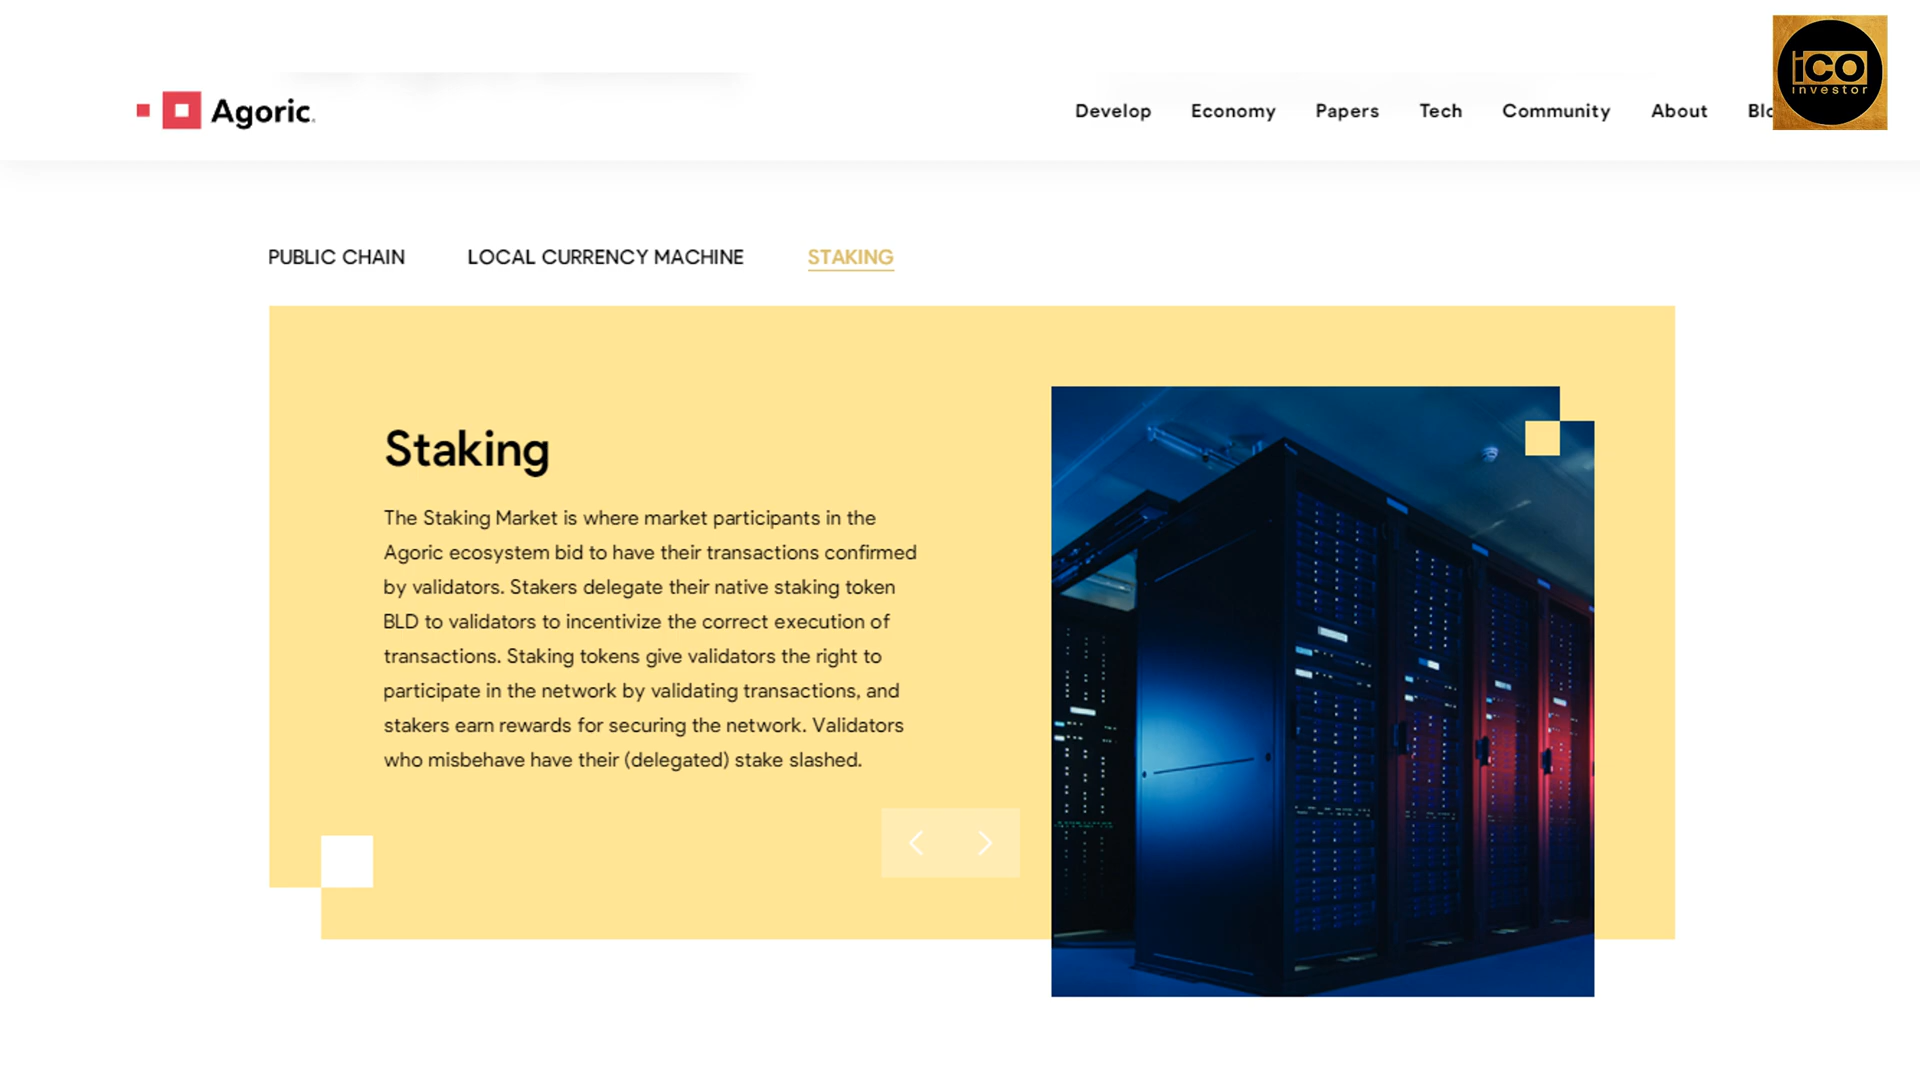 Agoric
Develop Economy Papers Tech Community About
iCO
investor
PUBLIC CHAIN LOCAL CURRENCY MACHINE STAKING
Staking
The Staking Market is where market participants in the
Agoric ecosystem bid to have their transactions confirmed
by validators. Stakers delegate their native staking token
BLD to validators to incentivize the correct execution of
transactions. Staking tokens give validators the right to
participate in the network by validating transactions, and
stakers earn rewards for securing the network. Validators
who misbehave have their (delegated) stake slashed.